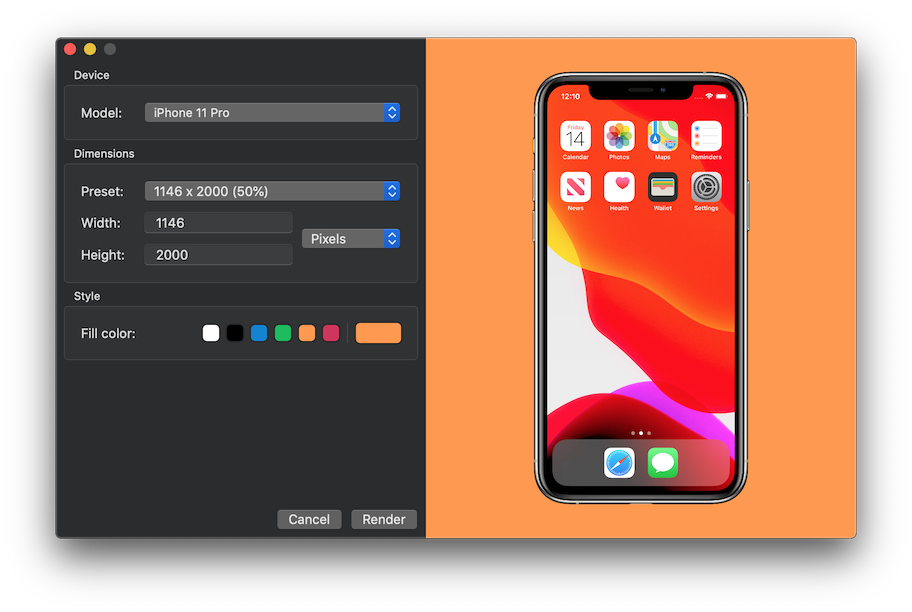 Device
Model:
iPhone 11 Pro
Dimensions
Preset:
1146 x 2000 (50%)
Width:
1146
Pixels
Height:
2000
Style
Fill color:
Cancel
Render
12:10
Friday
14
Calendar
Photos
Maps
Reminders
News
Health
Wallet
Settings